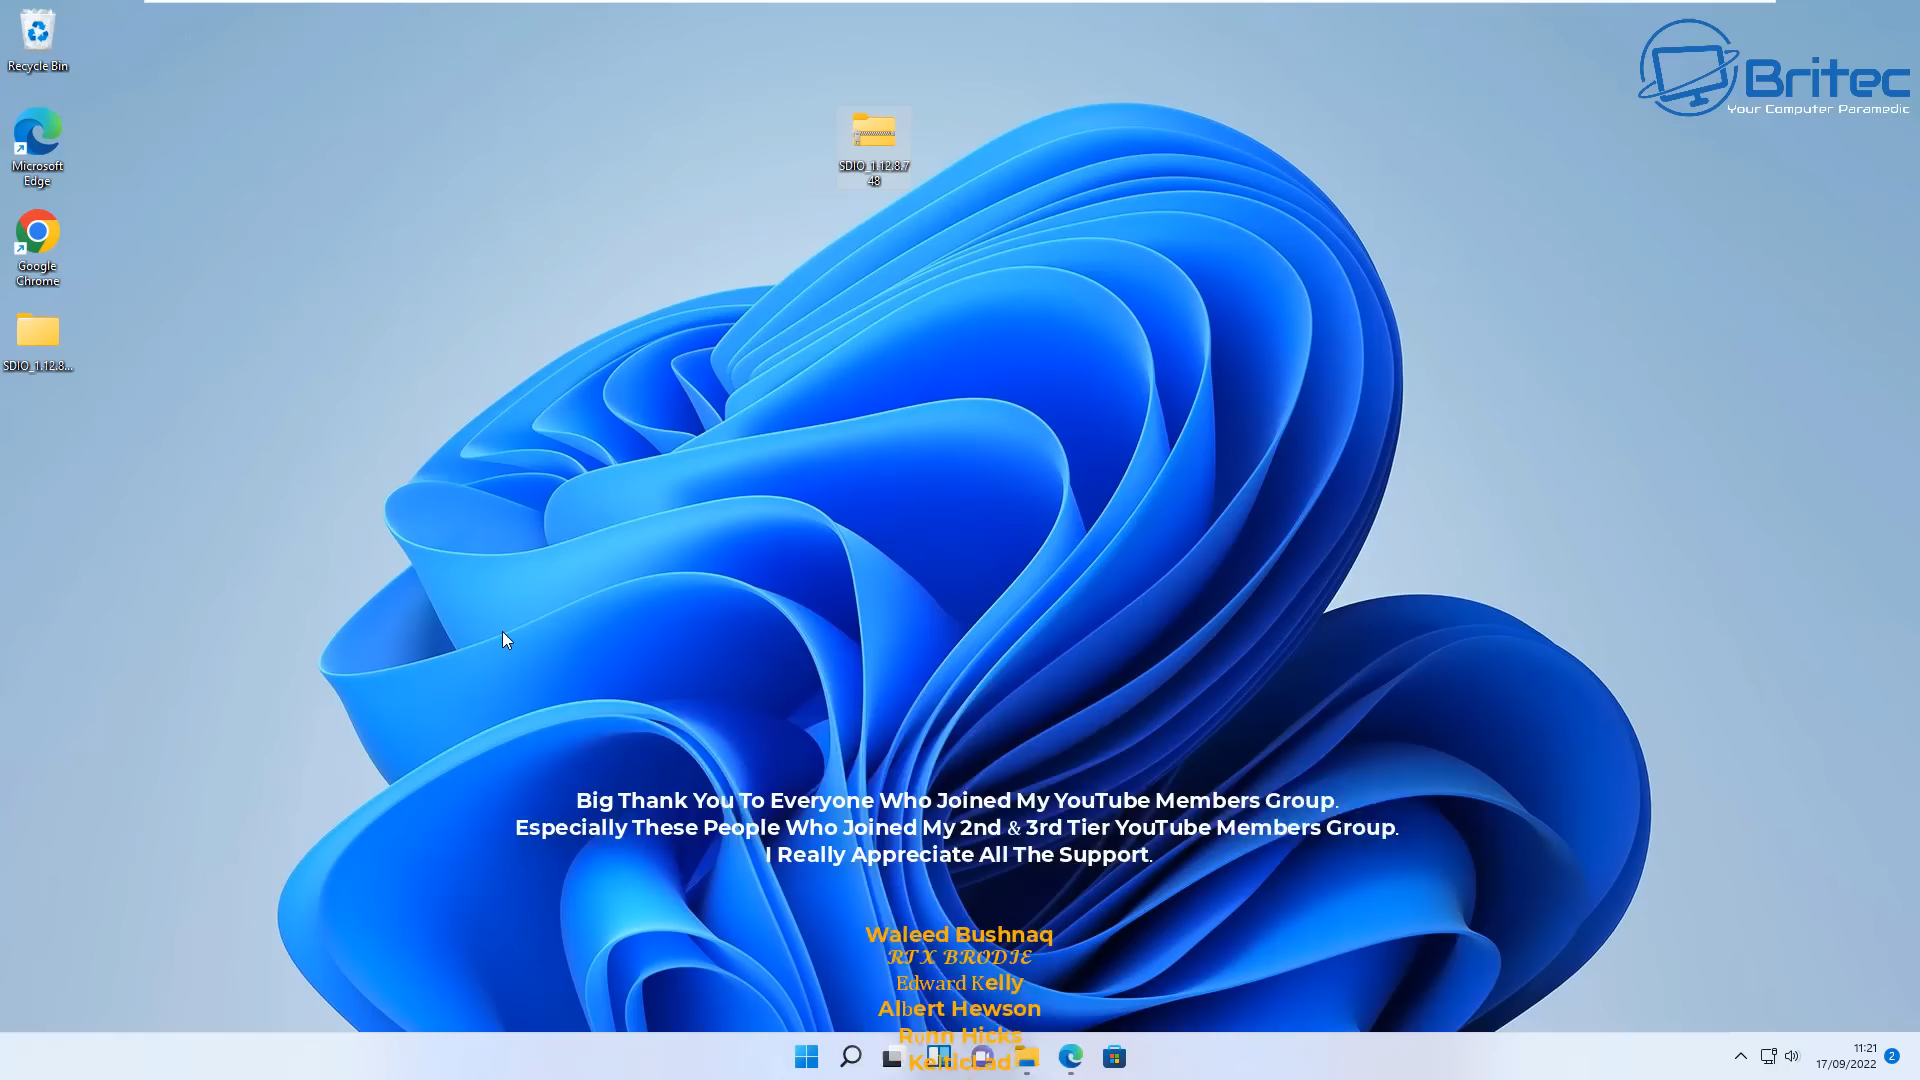 Recycle Bin
Microsoft
Edge
Google
Chrome
SDIO_1.12.8...
SDIO_1.12.8.7
48
Britec
Your Computer Paramedic
Big Thank You To Everyone Who Joined My YouTube Members Group.
Especially These People Who Joined My 2nd & 3rd Tier YouTube Members Group.
I Really Appreciate All The Support.
Waleed Bushnaq
RTX BRODIE
Edward Kelly
Albert Hewson
Ronn Hicks
KelticLad
11:21
17/09/2022
2